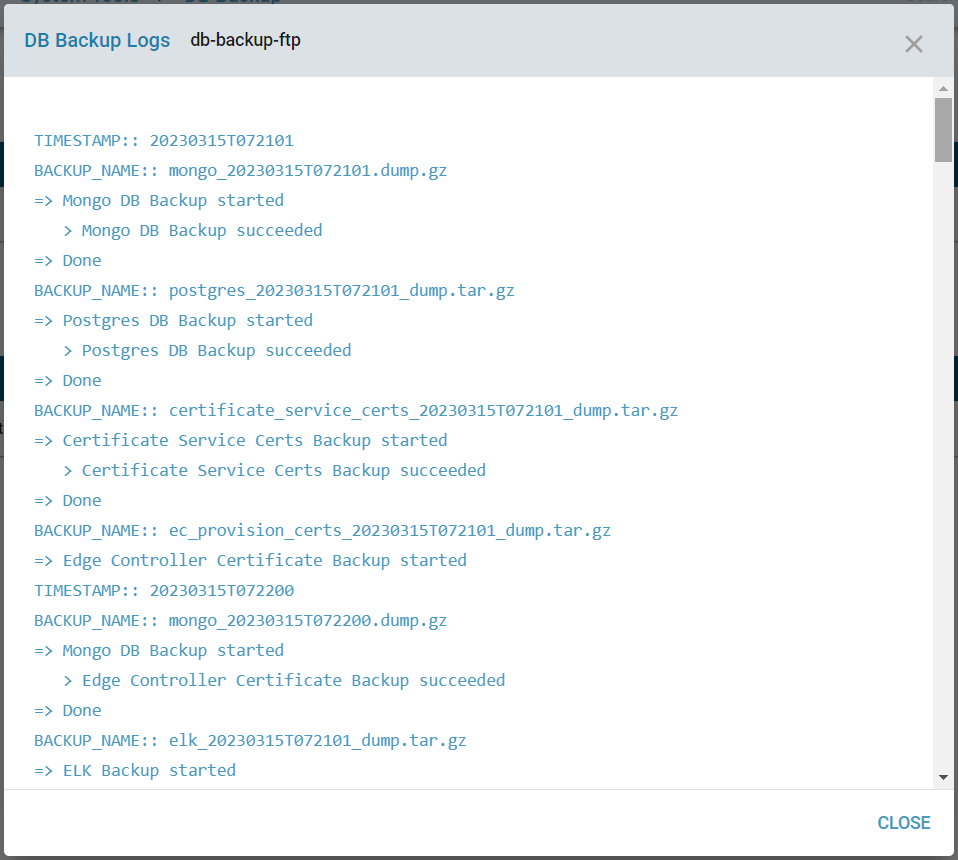 System Tools > DB Backup
DB Backup Logs db-backup-ftp
TIMESTAMP:: 20230315T072101
BACKUP_NAME:: mongo_20230315T072101.dump.gz
=> Mongo DB Backup started
> Mongo DB Backup succeeded
=> Done
BACKUP_NAME:: postgres_20230315T072101_dump.tar.gz
=> Postgres DB Backup started
> Postgres DB Backup succeeded
=> Done
BACKUP_NAME:: certificate_service_certs_20230315T072101_dump.tar.gz
=> Certificate Service Certs Backup started
> Certificate Service Certs Backup succeeded
=> Done
BACKUP_NAME:: ec_provision_certs_20230315T072101_dump.tar.gz
=> Edge Controller Certificate Backup started
TIMESTAMP:: 20230315T072200
BACKUP_NAME:: mongo_20230315T072200.dump.gz
=> Mongo DB Backup started
> Edge Controller Certificate Backup succeeded
=> Done
BACKUP_NAME:: elk_20230315T072101_dump.tar.gz
=> ELK Backup started
CLOSE